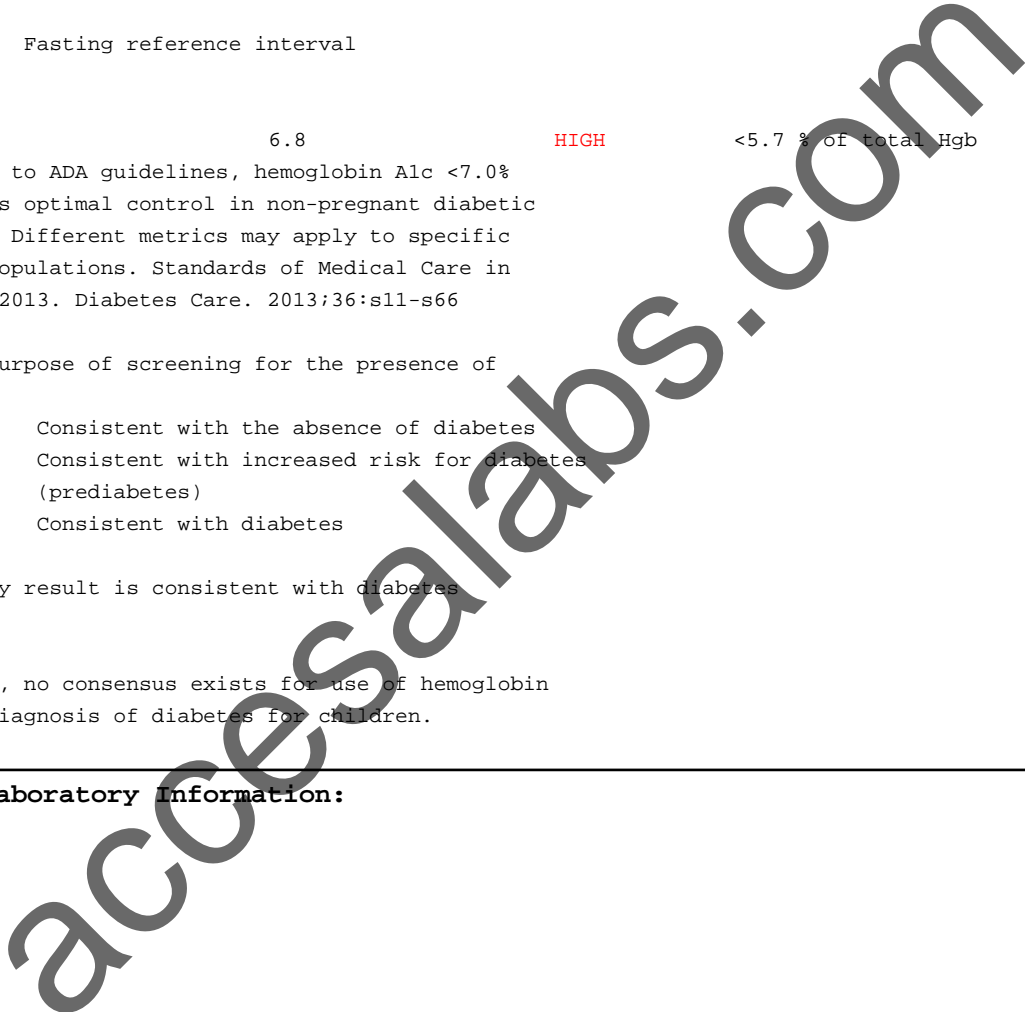 Fasting reference interval
6.8 HIGH <5.7 % of total Hgb
to ADA guidelines, hemoglobin A1c <7.0%
s optimal control in non-pregnant diabetic
Different metrics may apply to specific
opulations. Standards of Medical Care in
2013. Diabetes Care. 2013;36:s11-s66
urpose of screening for the presence of
Consistent with the absence of diabetes
Consistent with increased risk for diabetes
(prediabetes)
Consistent with diabetes
y result is consistent with diabetes
, no consensus exists for use of hemoglobin
iagnosis of diabetes for children.
aboratory Information:
accesalabs.com